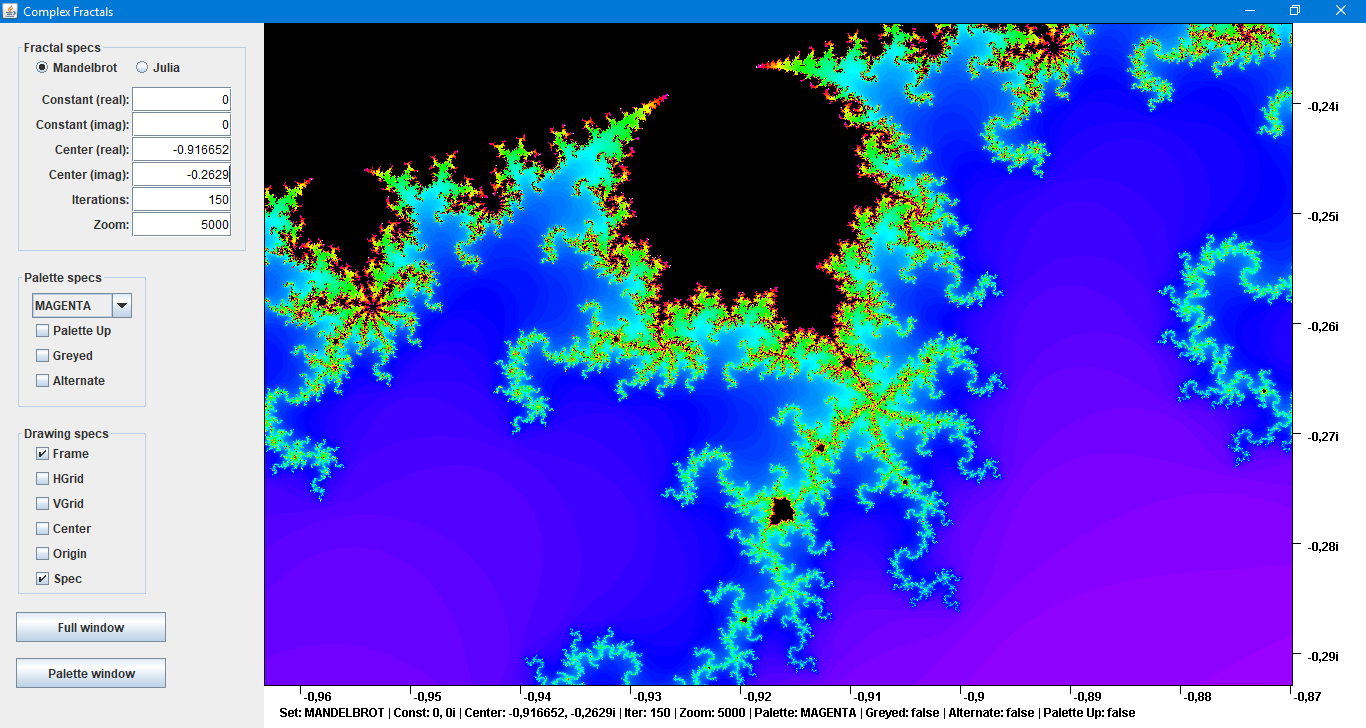 Complex Fractals
Fractal specs
Mandelbrot Julia
Constant (real): 0
Constant (imag): 0
Center (real): -0.916652
Center (imag): -0.2629
Iterations: 150
Zoom: 5000
Palette specs
MAGENTA
Palette Up
Greyed
Alternate
Drawing specs
Frame
HGrid
VGrid
Center
Origin
Spec
Full window
Palette window
-0,24i
-0,25i
-0,26i
-0,27i
-0,28i
-0,29i
-0,96 -0,95 -0,94 -0,93 -0,92 -0,91 -0,9 -0,89 -0,88 -0,87
Set: MANDELBROT | Const: 0, 0i | Center: -0,916652, -0,2629i | Iter: 150 | Zoom: 5000 | Palette: MAGENTA | Greyed: false | Alternate: false | Palette Up: false